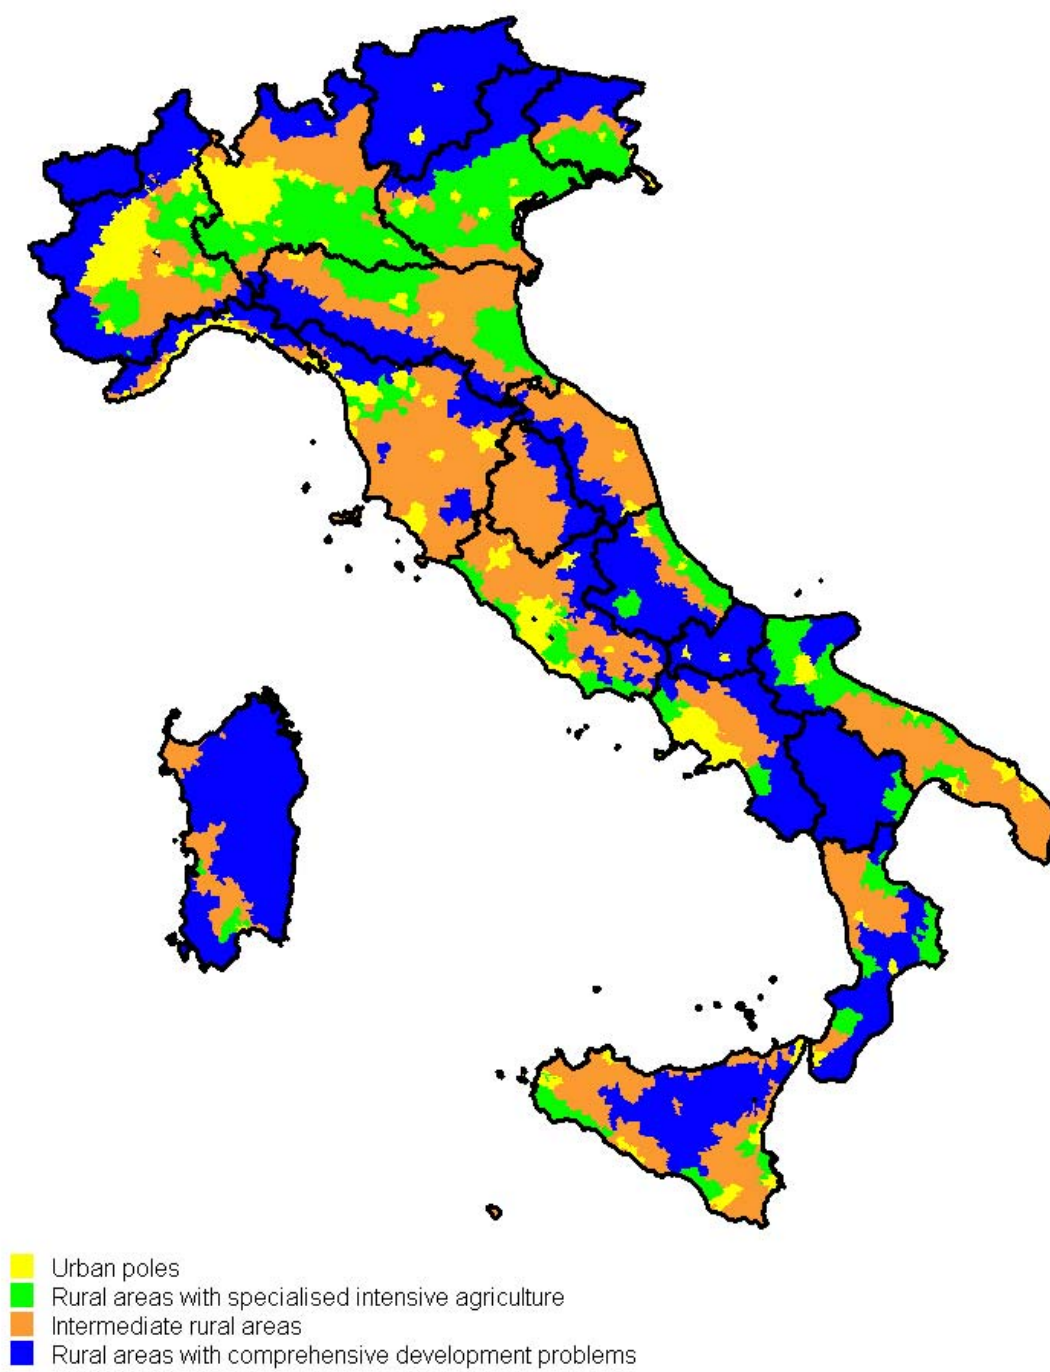 Urban poles
Rural areas with specialised intensive agriculture
Intermediate rural areas
Rural areas with comprehensive development problems